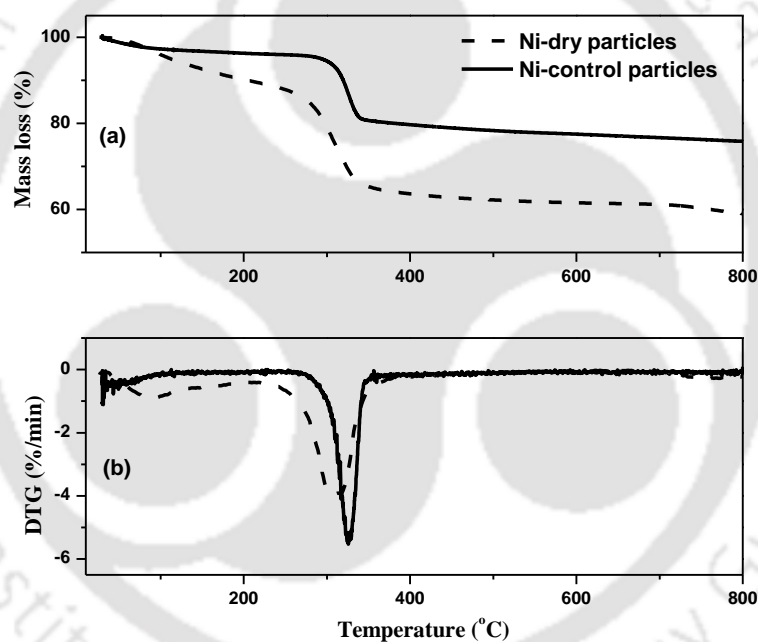 100
80
60
Mass loss (%)
(a)
Ni-dry particles
Ni-control particles
200
400
600
800
0
-2
-4
-6
DTG (%/min)
(b)
200
400
600
800
Temperature (°C)